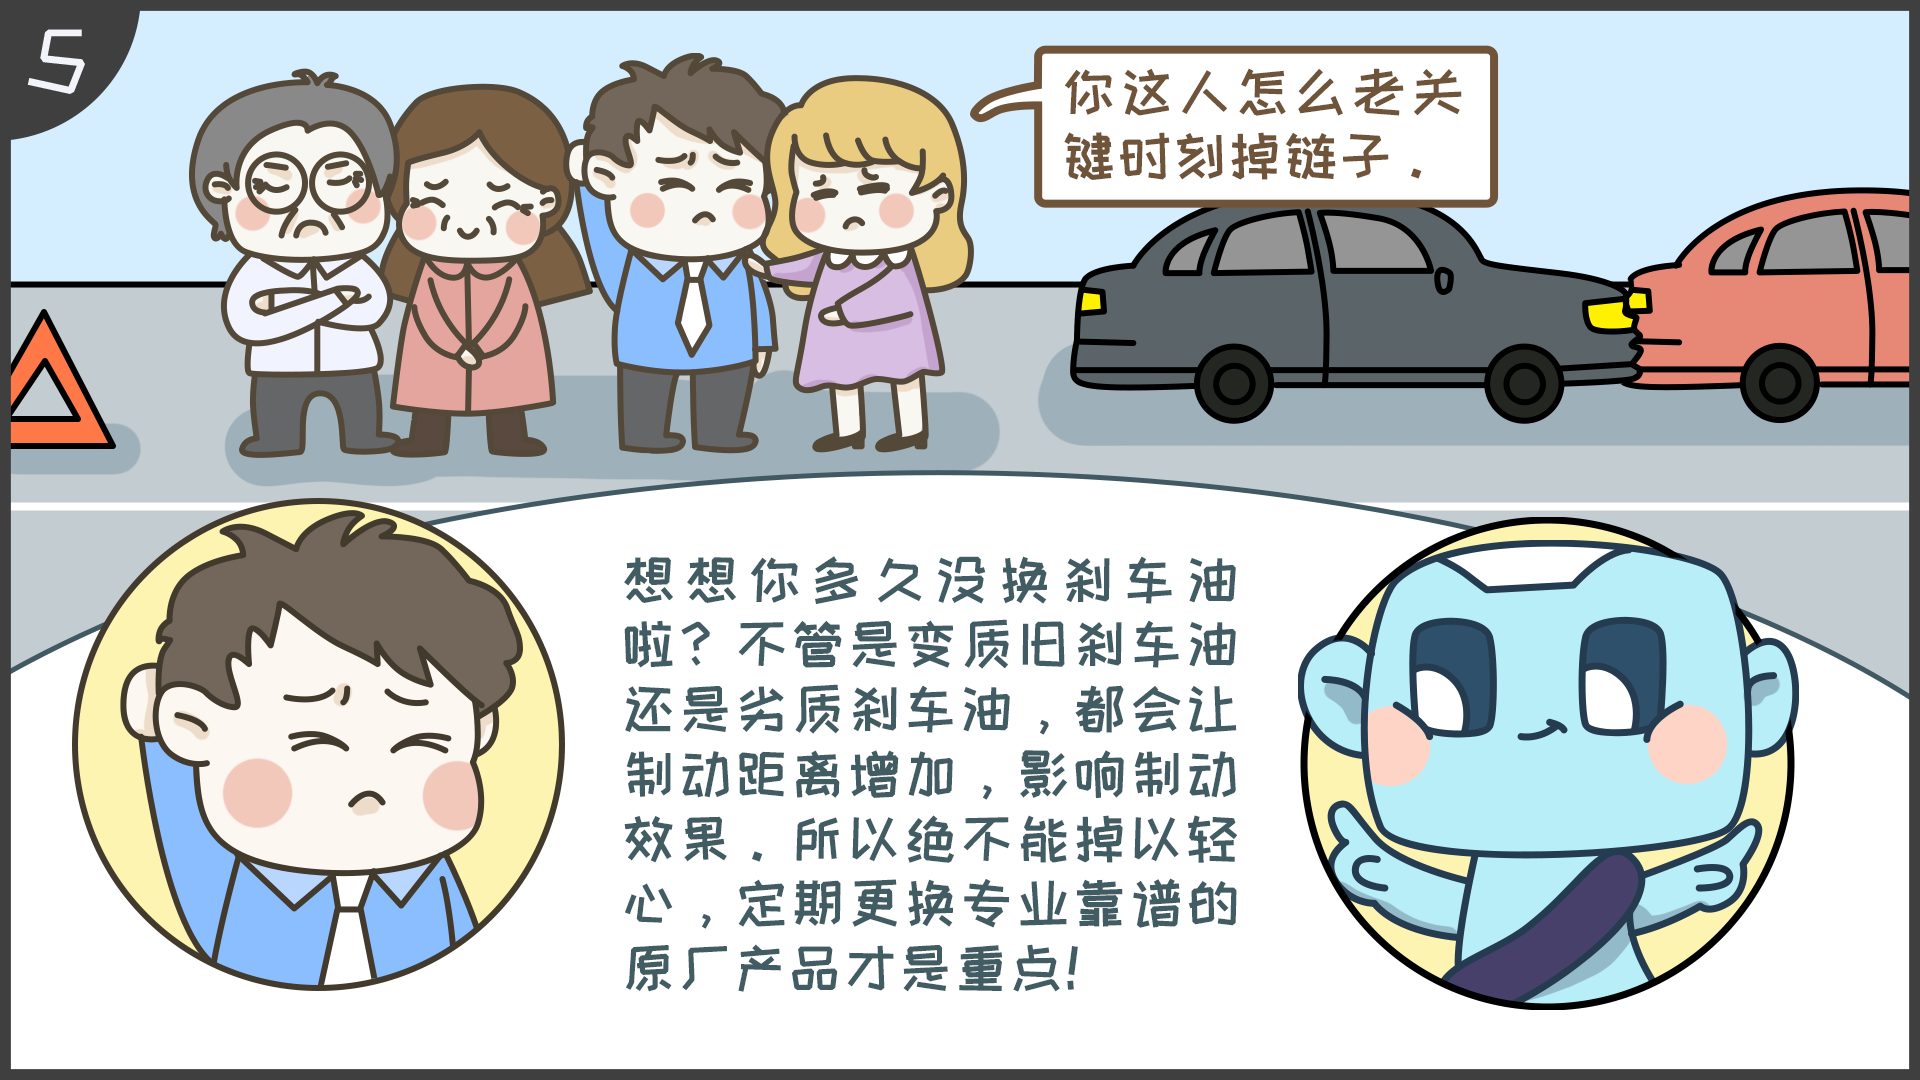 5
你这人怎么老关
键时刻掉链子.
想想你多久没换刹车油
啦？不管是变质旧刹车油
还是劣质刹车油，都会让
制动距离增加，影响制动
效果.所以绝不能掉以轻
心，定期更换专业靠谱的
原厂产品才是重点!